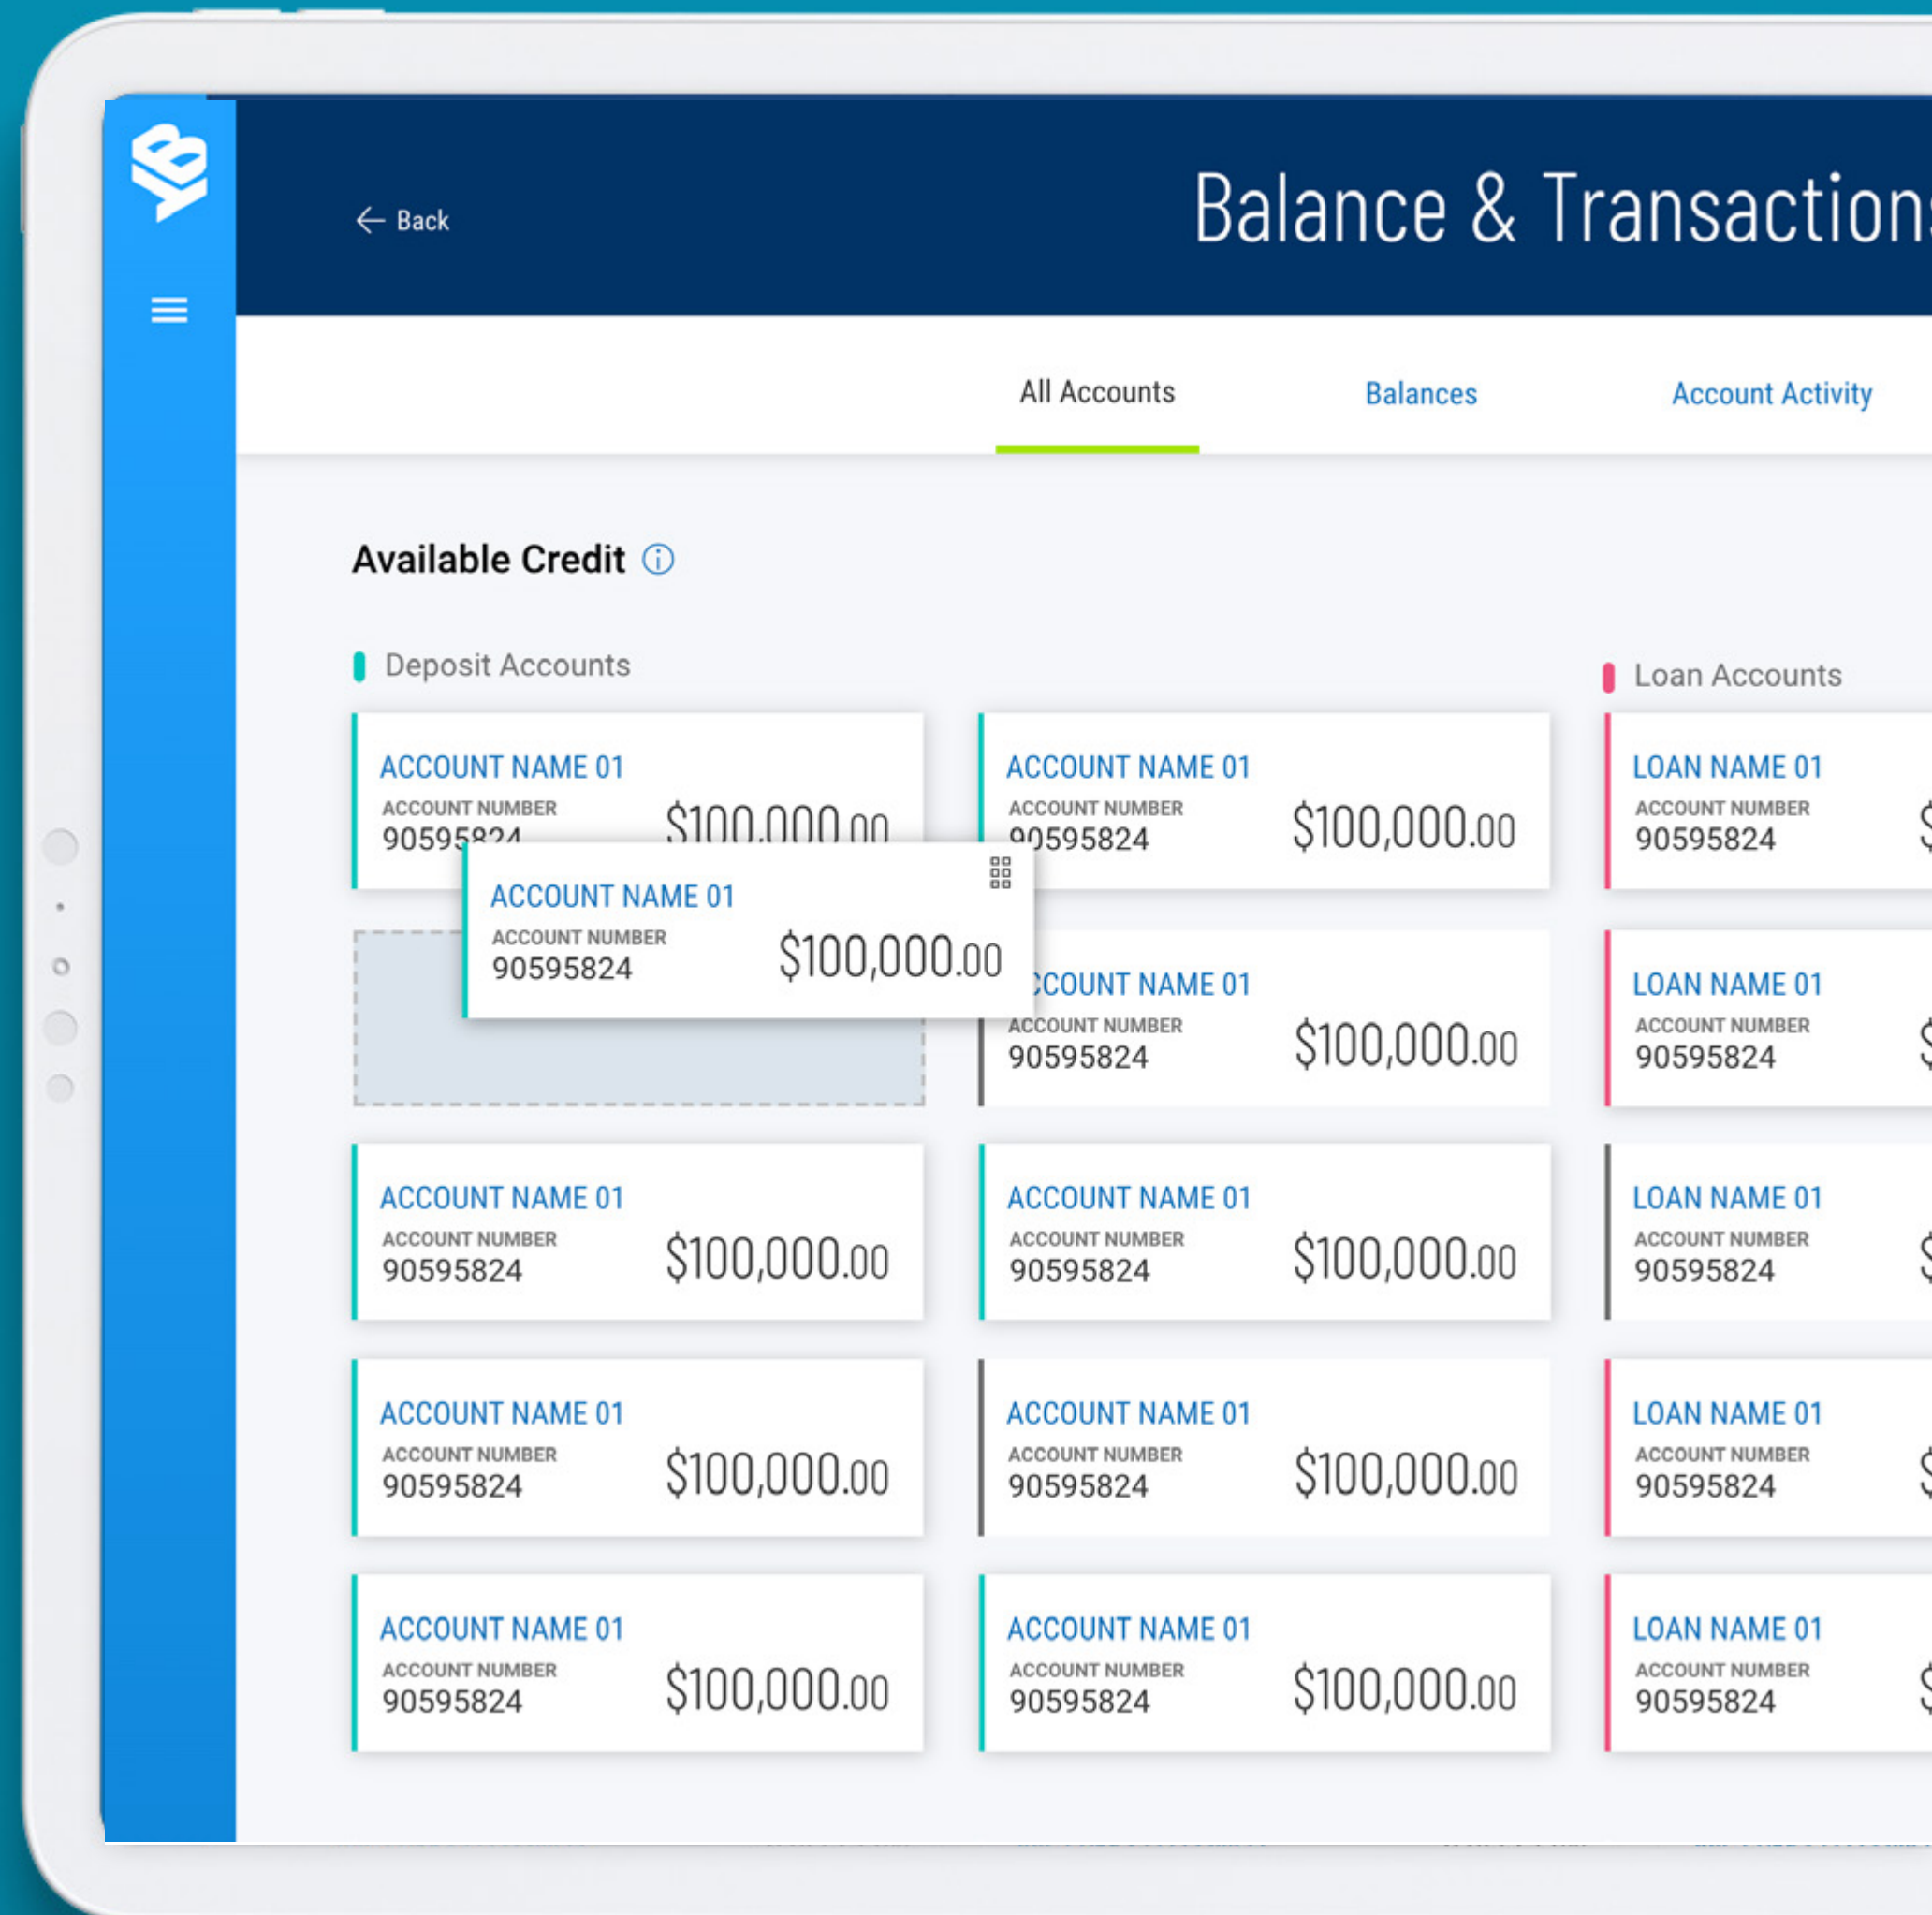 Balance & Transactions
← Back
All Accounts
Balances
Account Activity
Available Credit
Deposit Accounts
Loan Accounts
ACCOUNT NAME 01
ACCOUNT NUMBER
90595824
$100,000.00
ACCOUNT NAME 01
ACCOUNT NUMBER
90595824
$100,000.00
LOAN NAME 01
ACCOUNT NUMBER
90595824
$
ACCOUNT NAME 01
ACCOUNT NUMBER
90595824
$100,000.00
CCOUNT NAME 01
ACCOUNT NUMBER
90595824
$100,000.00
LOAN NAME 01
ACCOUNT NUMBER
90595824
$
ACCOUNT NAME 01
ACCOUNT NUMBER
90595824
$100,000.00
ACCOUNT NAME 01
ACCOUNT NUMBER
90595824
$100,000.00
LOAN NAME 01
ACCOUNT NUMBER
90595824
$
ACCOUNT NAME 01
ACCOUNT NUMBER
90595824
$100,000.00
ACCOUNT NAME 01
ACCOUNT NUMBER
90595824
$100,000.00
LOAN NAME 01
ACCOUNT NUMBER
90595824
$
ACCOUNT NAME 01
ACCOUNT NUMBER
90595824
$100,000.00
ACCOUNT NAME 01
ACCOUNT NUMBER
90595824
$100,000.00
LOAN NAME 01
ACCOUNT NUMBER
90595824
$